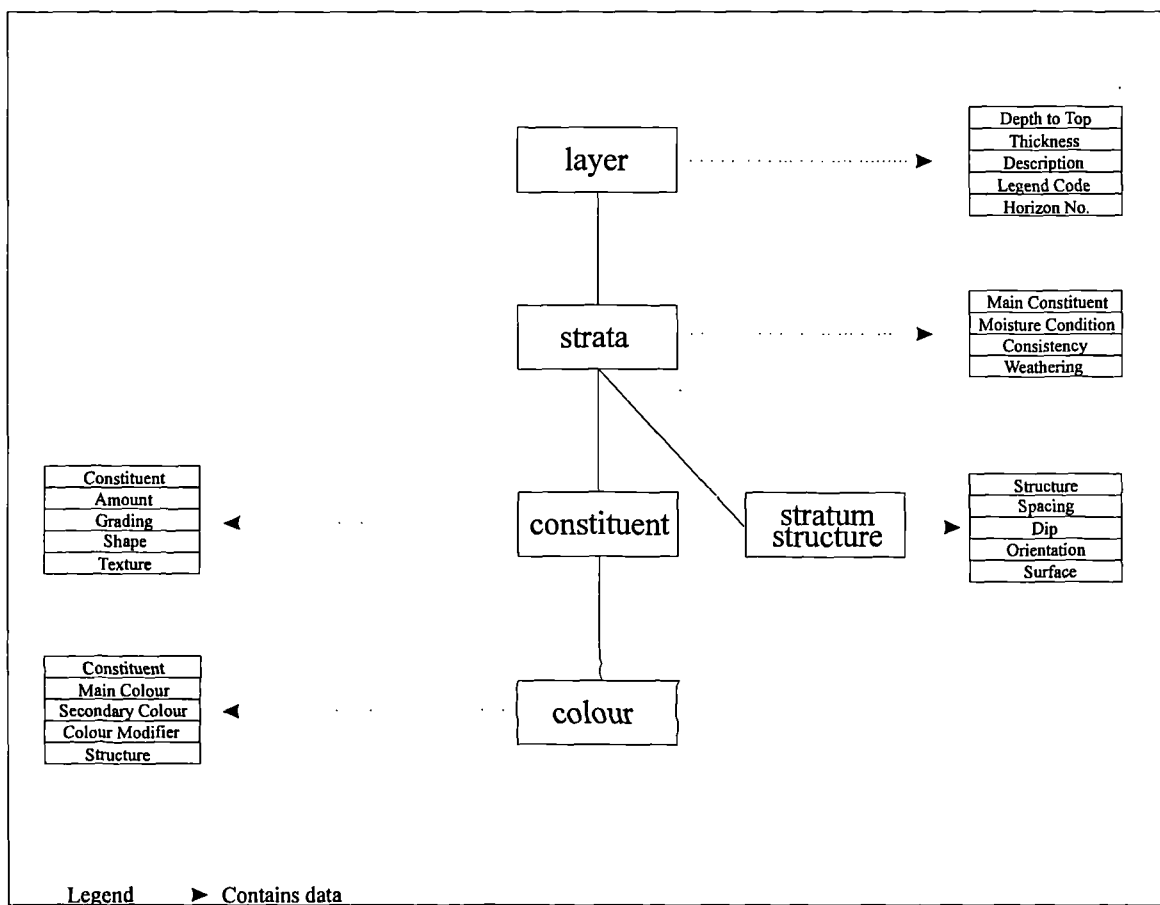 layer
Depth to Top
Thickness
Description
Legend Code
Horizon No.
strata
Main Constituent
Moisture Condition
Consistency
Weathering
Constituent
Amount
Grading
Shape
Texture
constituent
stratum
structure
Structure
Spacing
Dip
Orientation
Surface
Constituent
Main Colour
Secondary Colour
Colour Modifier
Structure
colour
Legend ➤ Contains data